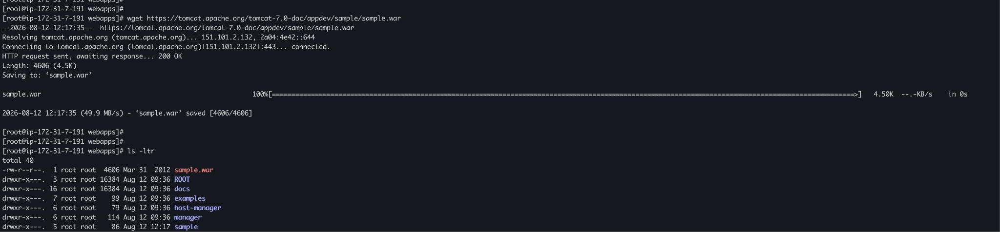 [root@ip-172-31-7-191 webapps]#
[root@ip-172-31-7-191 webapps]#
[root@ip-172-31-7-191 webapps]# wget https://tomcat.apache.org/tomcat-7.0-doc/appdev/sample/sample.war
--2026-08-12 12:17:35--  https://tomcat.apache.org/tomcat-7.0-doc/appdev/sample/sample.war
Resolving tomcat.apache.org (tomcat.apache.org)... 151.101.2.132, 2a04:4e42::644
Connecting to tomcat.apache.org (tomcat.apache.org)|151.101.2.132|:443... connected.
HTTP request sent, awaiting response... 200 OK
Length: 4606 (4.5K)
Saving to: ‘sample.war’
sample.war 100%[=====================================================================================================================================================>] 4.50K --.-KB/s in 0s
2026-08-12 12:17:35 (49.9 MB/s) - ‘sample.war’ saved [4606/4606]
[root@ip-172-31-7-191 webapps]#
[root@ip-172-31-7-191 webapps]#
[root@ip-172-31-7-191 webapps]# ls -ltr
total 40
-rw-r--r--.  1 root root  4606 Mar 31  2012 sample.war
drwxr-x---.  3 root root 16384 Aug 12 09:36 ROOT
drwxr-x---. 16 root root 16384 Aug 12 09:36 docs
drwxr-x---.  7 root root    99 Aug 12 09:36 examples
drwxr-x---.  6 root root    79 Aug 12 09:36 host-manager
drwxr-x---.  6 root root   114 Aug 12 09:36 manager
drwxr-x---.  5 root root    86 Aug 12 12:17 sample